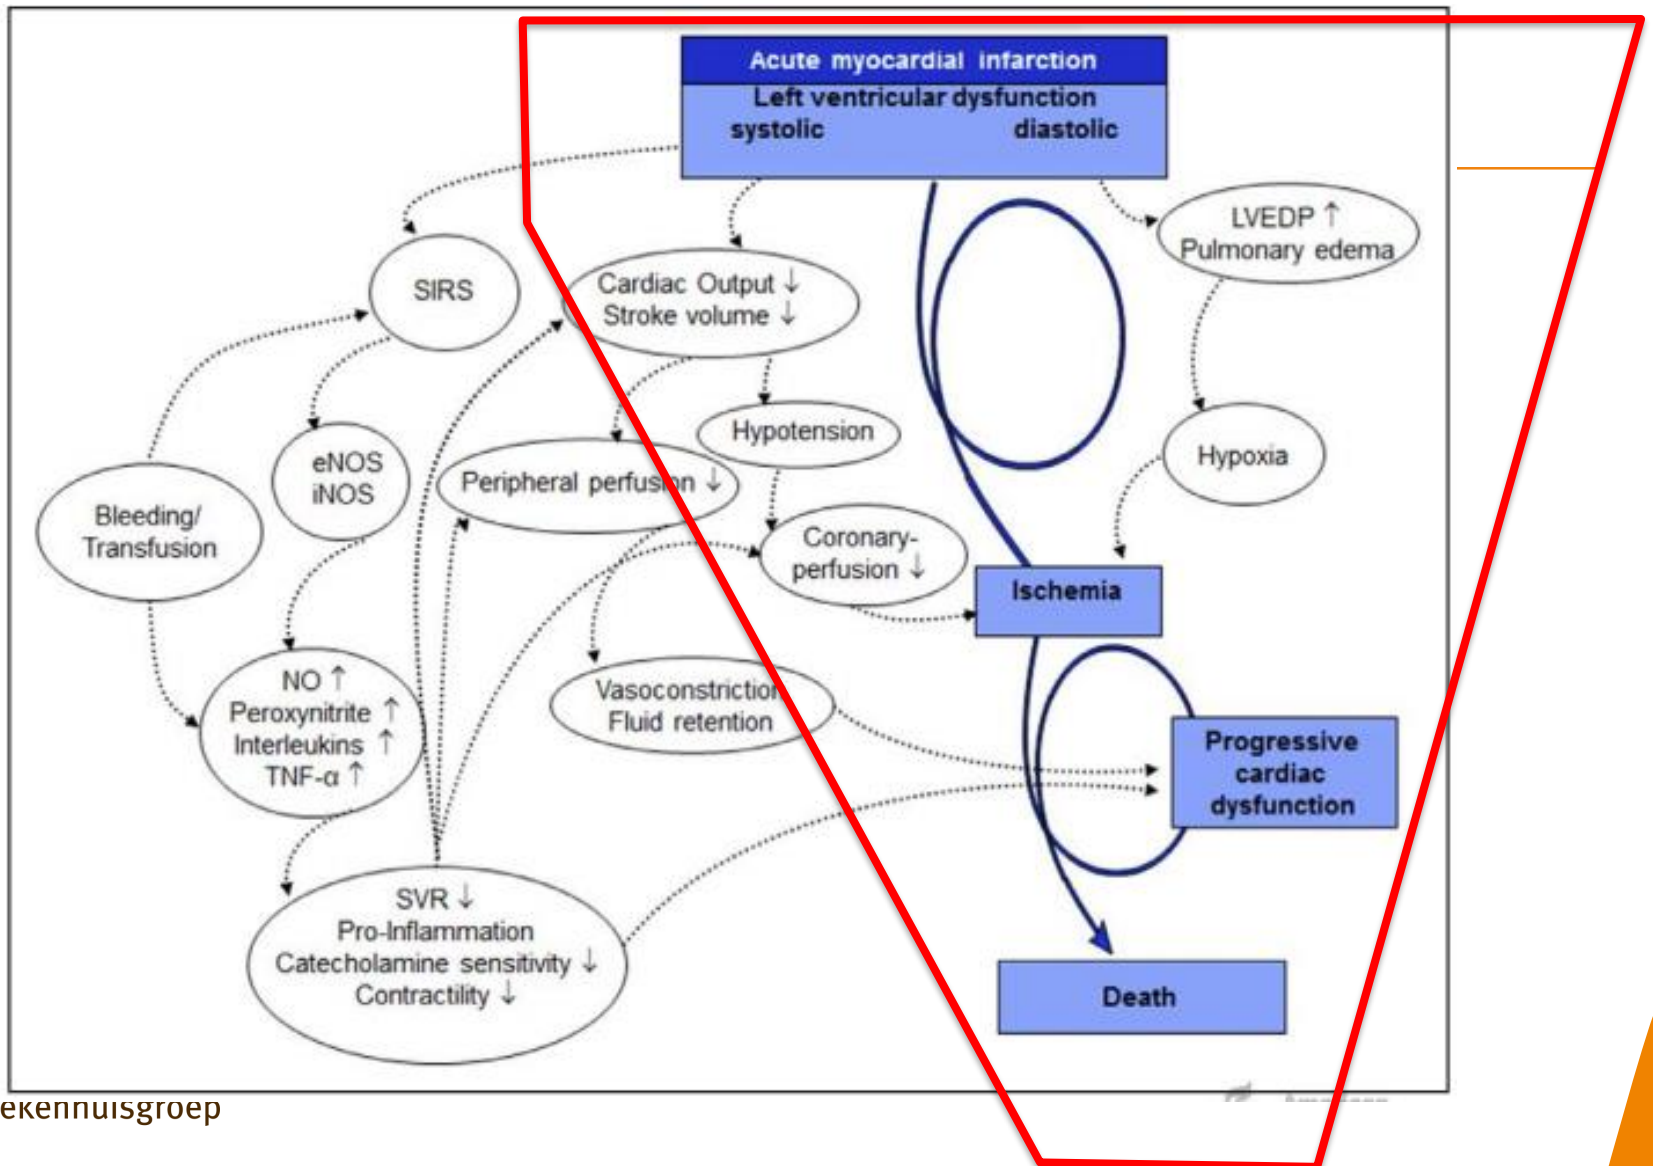 Acute myocardial infarction
Left ventricular dysfunction
systolic diastolic
LVEDP ↑
Pulmonary edema
SIRS
Cardiac Output ↓
Stroke volume ↓
Hypotension
Hypoxia
eNOS
iNOS
Peripheral perfusion ↓
Bleeding/
Transfusion
Coronary-
perfusion ↓
Ischemia
NO ↑
Peroxynitrite ↑
Interleukins ↑
TNF-α ↑
Vasoconstriction
Fluid retention
Progressive
cardiac
dysfunction
SVR ↓
Pro-Inflammation
Catecholamine sensitivity ↓
Contractility ↓
Death
ekenhuisgroep